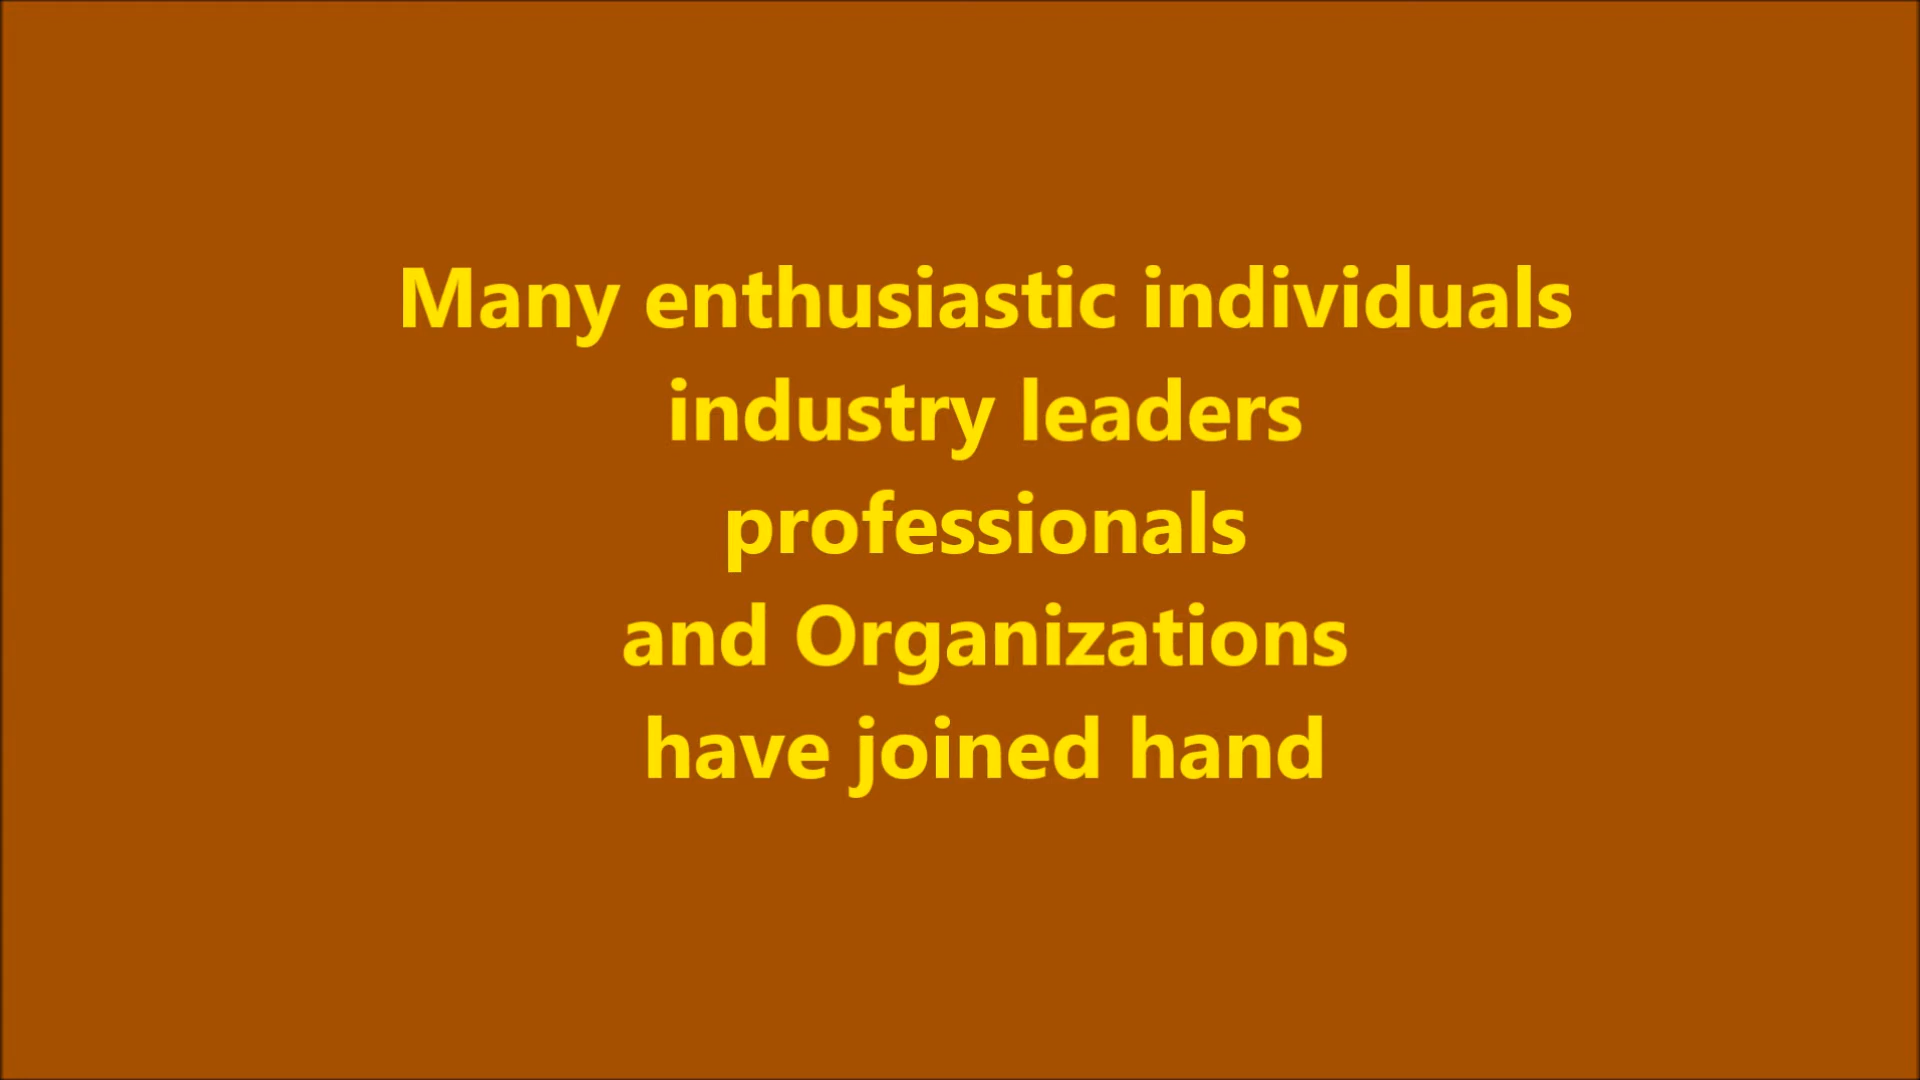 Many enthusiastic individuals
industry leaders
professionals
and Organizations
have joined hand